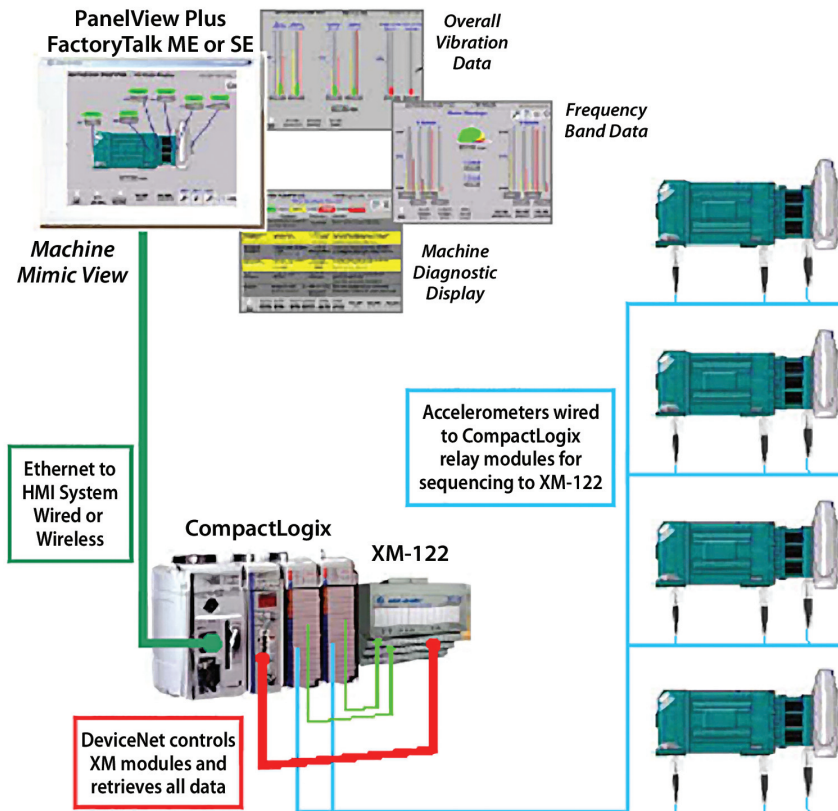 PanelView Plus
FactoryTalk ME or SE
Overall
Vibration
Data
Frequency
Band Data
Machine
Mimic View
Machine
Diagnostic
Display
Accelerometers wired
to CompactLogix
relay modules for
sequencing to XM-122
Ethernet to
HMI System
Wired or
Wireless
CompactLogix
XM-122
DeviceNet controls
XM modules and
retrieves all data